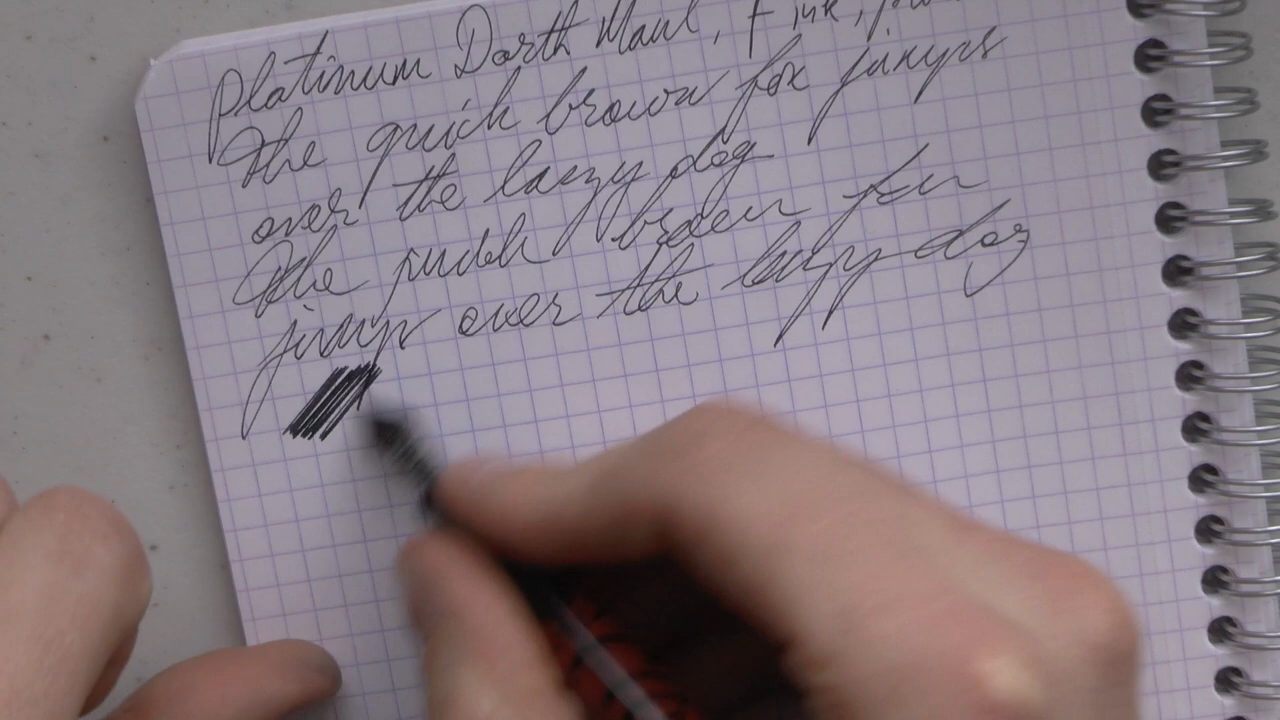 Platinum Darth Maul, F ink,
The quick brown fox jumps
over the lazy dog
The quick brown fox
jump over the lazy dog